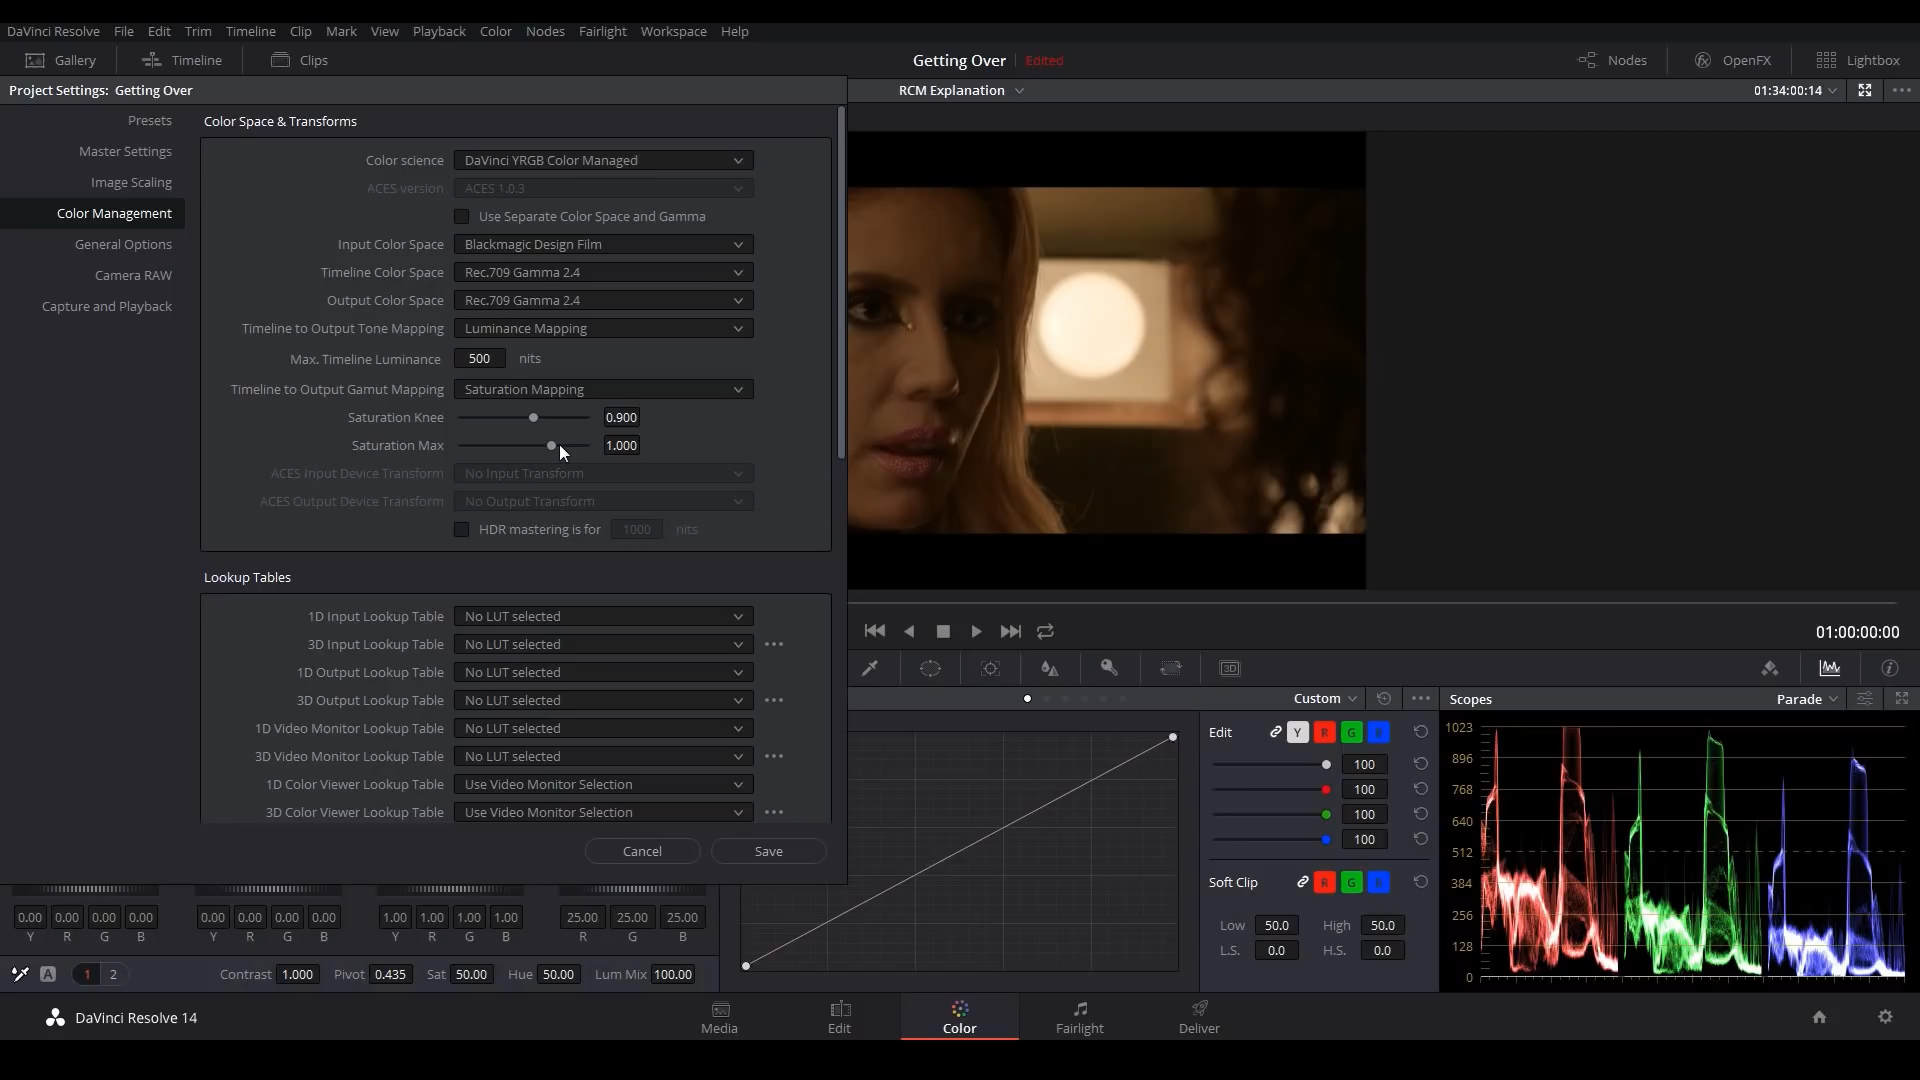 DaVinci Resolve File Edit Trim Timeline Clip Mark View Playback Color Nodes Fairlight Workspace Help
Gallery Timeline Clips Getting Over Edited Nodes OpenFX Lightbox
Project Settings: Getting Over RCM Explanation 01:34:00:14
Presets
Master Settings
Image Scaling
Color Management
General Options
Camera RAW
Capture and Playback
Color Space & Transforms
Color science DaVinci YRGB Color Managed
ACES version ACES 1.0.3
Use Separate Color Space and Gamma
Input Color Space Blackmagic Design Film
Timeline Color Space Rec.709 Gamma 2.4
Output Color Space Rec.709 Gamma 2.4
Timeline to Output Tone Mapping Luminance Mapping
Max. Timeline Luminance 500 nits
Timeline to Output Gamut Mapping Saturation Mapping
Saturation Knee 0.900
Saturation Max 1.000
ACES Input Device Transform No Input Transform
ACES Output Device Transform No Output Transform
HDR mastering is for 1000 nits
Lookup Tables
1D Input Lookup Table No LUT selected
3D Input Lookup Table No LUT selected
1D Output Lookup Table No LUT selected
3D Output Lookup Table No LUT selected
1D Video Monitor Lookup Table No LUT selected
3D Video Monitor Lookup Table No LUT selected
1D Color Viewer Lookup Table Use Video Monitor Selection
3D Color Viewer Lookup Table Use Video Monitor Selection
Cancel Save
01:00:00:00
3D
Custom
Edit Y R G B
100
100
100
100
Soft Clip R G B
Low 50.0 High 50.0
L.S. 0.0 H.S. 0.0
Scopes Parade
1023
896
768
640
512
384
256
128
0
0.00 0.00 0.00 0.00 0.00 0.00 0.00 0.00 1.00 1.00 1.00 1.00 25.00 25.00 25.00
Y R G B Y R G B Y R G B R G B
A 1 2 Contrast 1.000 Pivot 0.435 Sat 50.00 Hue 50.00 Lum Mix 100.00
DaVinci Resolve 14 Media Edit Color Fairlight Deliver